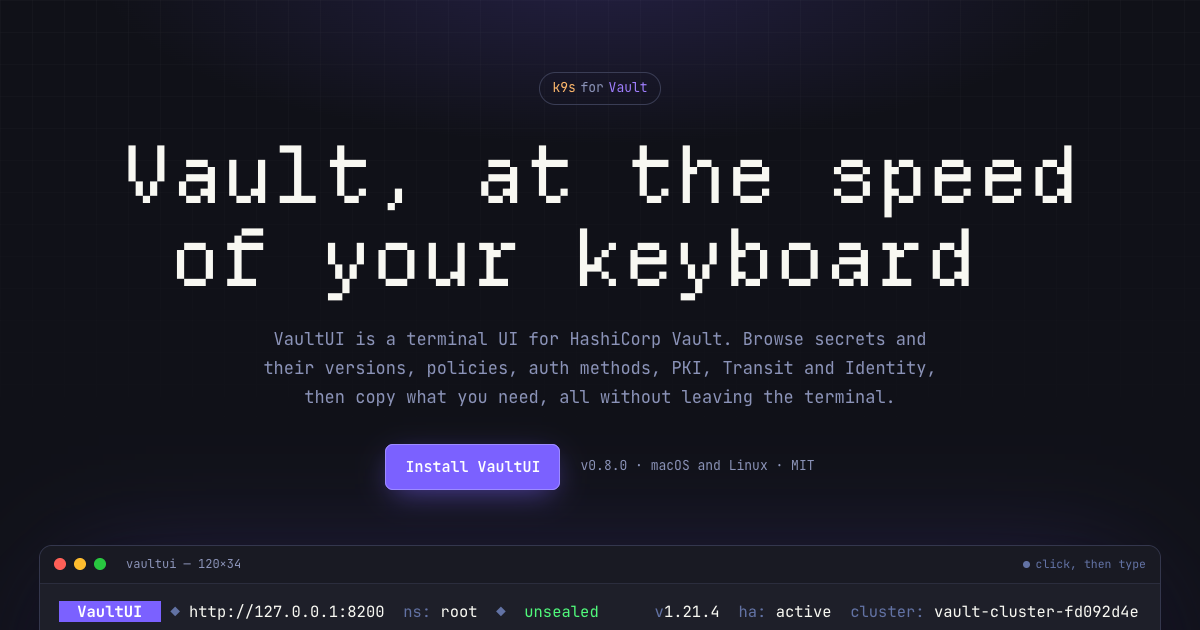 k9s for Vault
Vault, at the speed
of your keyboard
VaultUI is a terminal UI for HashiCorp Vault. Browse secrets and
their versions, policies, auth methods, PKI, Transit and Identity,
then copy what you need, all without leaving the terminal.
Install VaultUI
v0.8.0 · macOS and Linux · MIT
vaultui — 120×34
● click, then type
VaultUI ◆ http://127.0.0.1:8200 ns: root ◆ unsealed v1.21.4 ha: active cluster: vault-cluster-fd092d4e